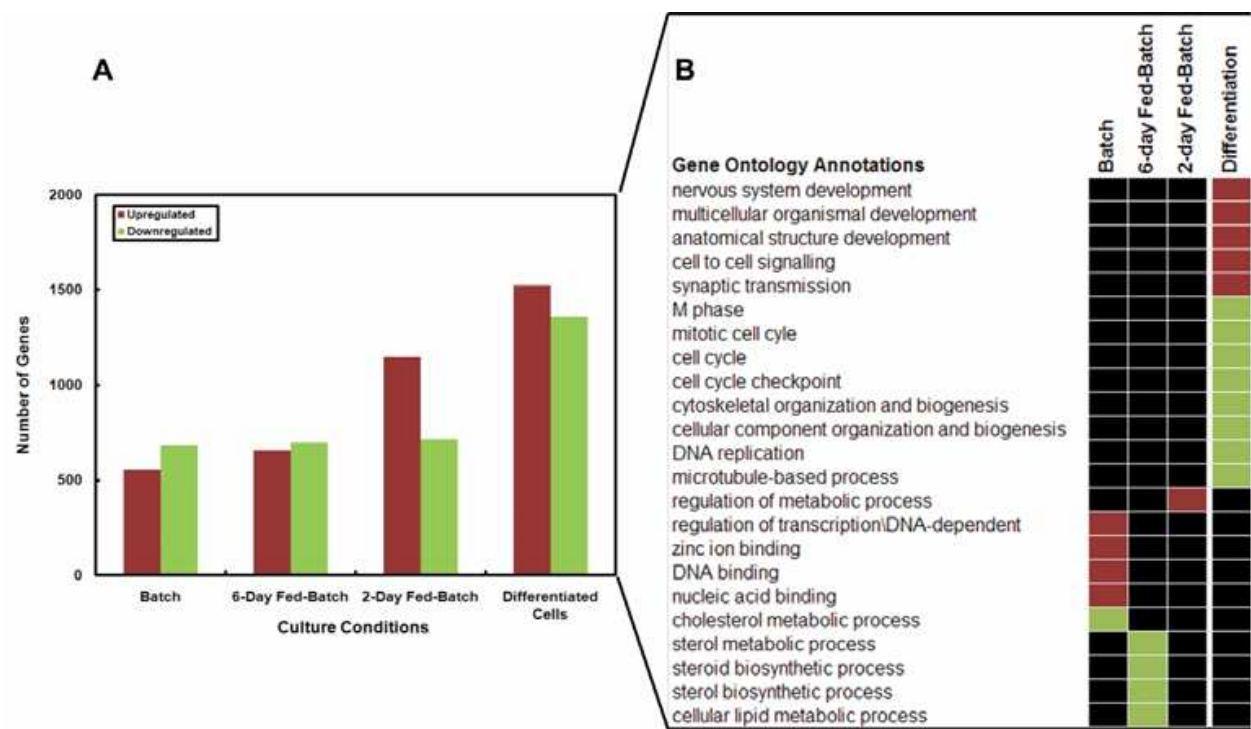 A
2000
1500
1000
500
0
Number of Genes
Upregulated
Downregulated
Batch
6-Day Fed-Batch
2-Day Fed-Batch
Differentiated
Cells
Culture Conditions
B
Batch
6-day Fed-Batch
2-day Fed-Batch
Differentiation
Gene Ontology Annotations
nervous system development
multicellular organismal development
anatomical structure development
cell to cell signalling
synaptic transmission
M phase
mitotic cell cyle
cell cycle
cell cycle checkpoint
cytoskeletal organization and biogenesis
cellular component organization and biogenesis
DNA replication
microtubule-based process
regulation of metabolic process
regulation of transcription\DNA-dependent
zinc ion binding
DNA binding
nucleic acid binding
cholesterol metabolic process
sterol metabolic process
steroid biosynthetic process
sterol biosynthetic process
cellular lipid metabolic process